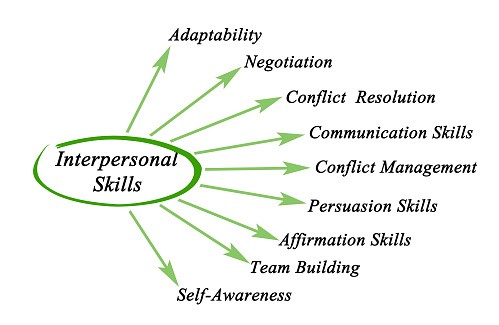 Adaptability
Negotiation
Conflict Resolution
Communication Skills
Interpersonal
Skills
Conflict Management
Persuasion Skills
Affirmation Skills
Team Building
Self-Awareness